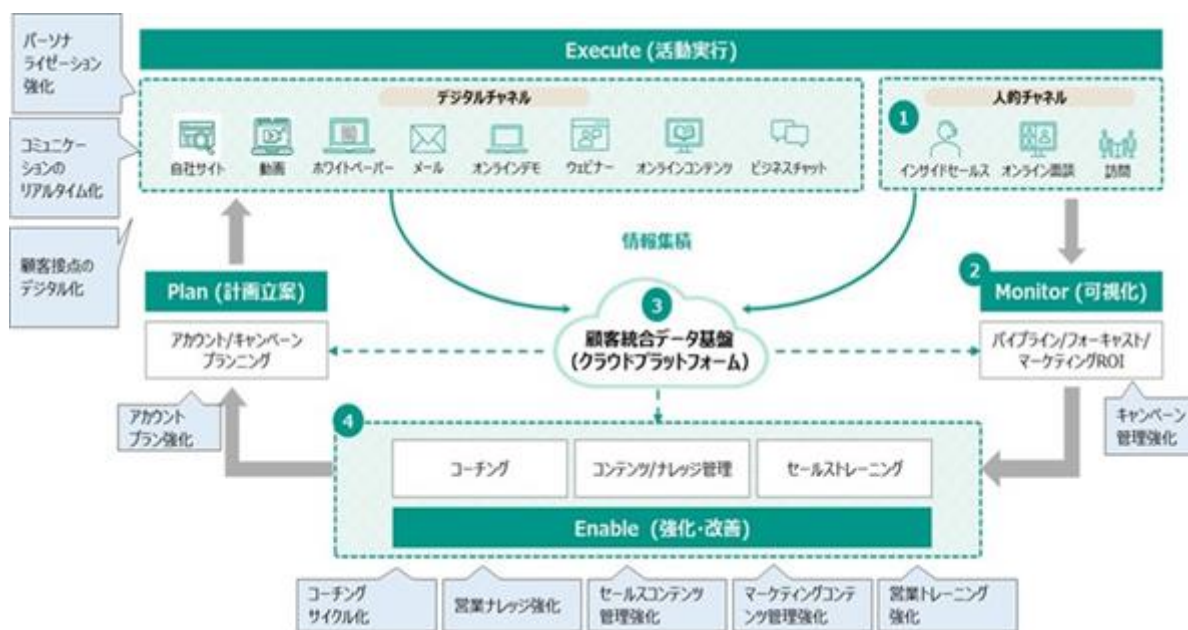 パーソナ
ライゼーション
強化
コミュニケー
ションの
リアルタイム化
顧客接点の
デジタル化
Execute (活動実行)
デジタルチャネル
自社サイト
動画
ホワイトペーパー
メール
オンラインデモ
ウェビナー
オンラインコンテンツ
ビジネスチャット
人的チャネル
1
インサイドセールス
オンライン面談
訪問
情報集積
Plan (計画立案)
アカウント/キャンペーン
プランニング
アカウント
プラン強化
3
顧客統合データ基盤
(クラウドプラットフォーム)
2
Monitor (可視化)
パイプライン/フォーキャスト/
マーケティングROI
キャンペーン
管理強化
4
コーチング
コンテンツ/ナレッジ管理
セールストレーニング
Enable (強化・改善)
コーチング
サイクル化
営業ナレッジ強化
セールスコンテンツ
管理強化
マーケティングコンテ
ンツ管理強化
営業トレーニング
強化